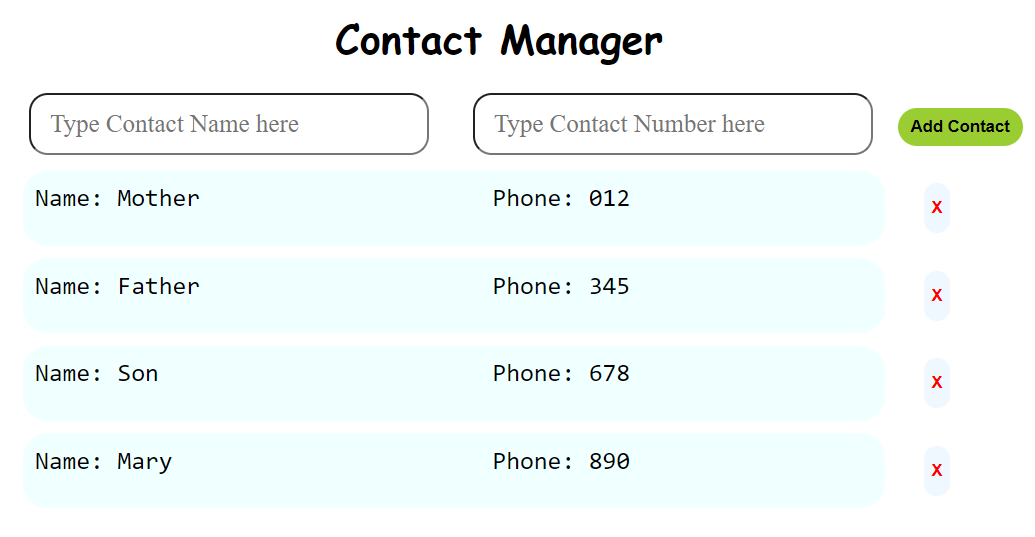 Contact Manager
Type Contact Name here Type Contact Number here Add Contact
Name: Mother Phone: 012 X
Name: Father Phone: 345 X
Name: Son Phone: 678 X
Name: Mary Phone: 890 X